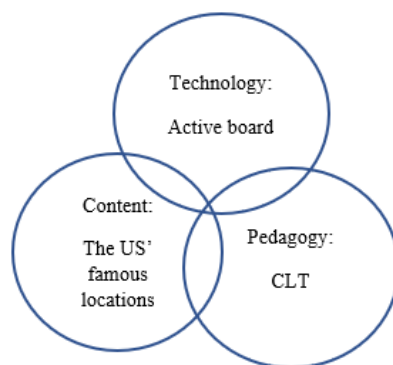 Technology:
Active board
Content:
The US’
famous
locations
Pedagogy:
CLT